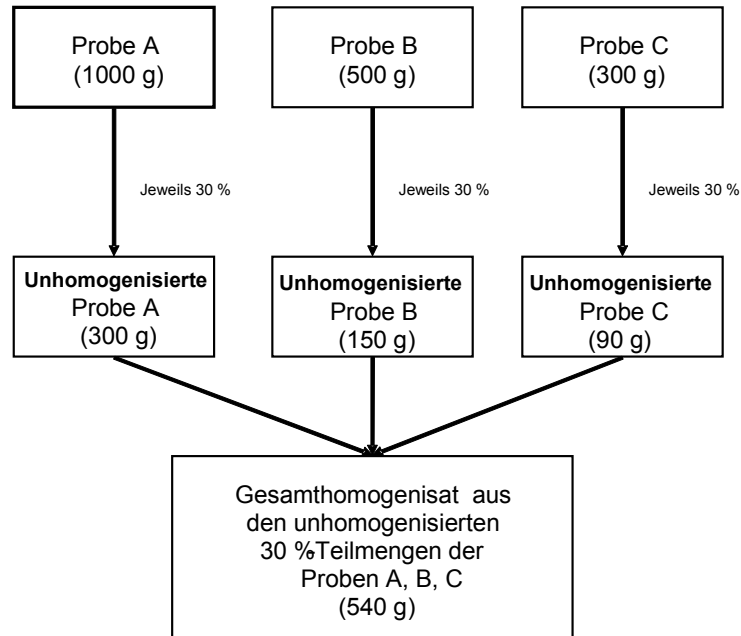 Probe A
(1000 g)
Probe B
(500 g)
Probe C
(300 g)
Jeweils 30 %
Jeweils 30 %
Jeweils 30 %
Unhomogenisierte
Probe A
(300 g)
Unhomogenisierte
Probe B
(150 g)
Unhomogenisierte
Probe C
(90 g)
Gesamthomogenisat aus
den unhomogenisierten
30 %-Teilmengen der
Proben A, B, C
(540 g)